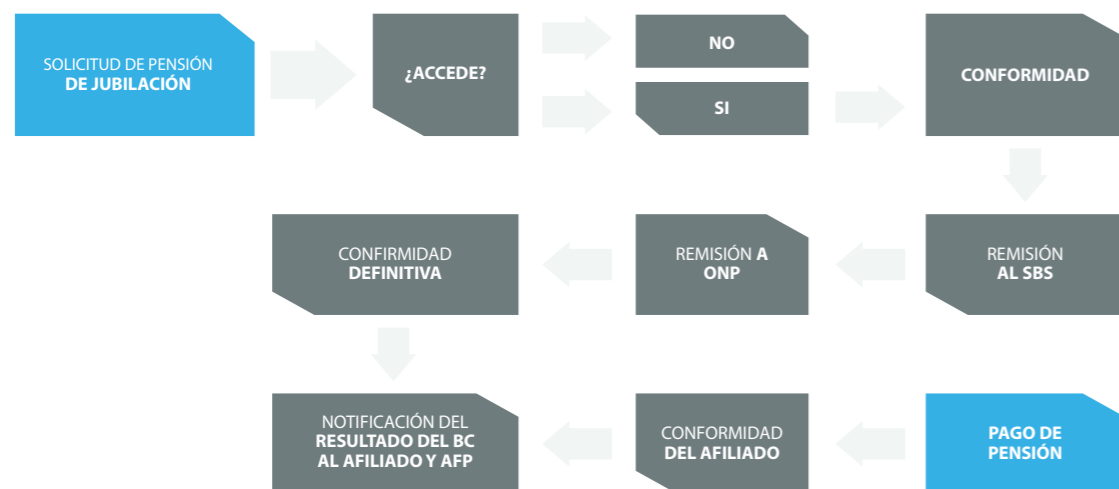 SOLICITUD DE PENSIÓN
DE JUBILACIÓN
¿ACCEDE?
NO
SI
CONFORMIDAD
CONFIRMIDAD
DEFINITIVA
REMISIÓN A
ONP
REMISIÓN
AL SBS
NOTIFICACIÓN DEL
RESULTADO DEL BC
AL AFILIADO Y AFP
CONFORMIDAD
DEL AFILIADO
PAGO DE
PENSIÓN